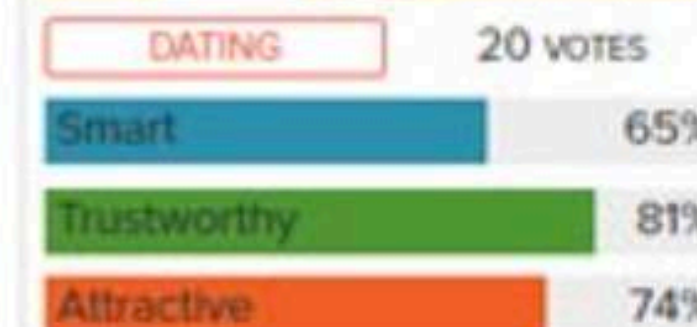 DATING 20 VOTES
Smart 65%
Trustworthy 81%
Attractive 74%